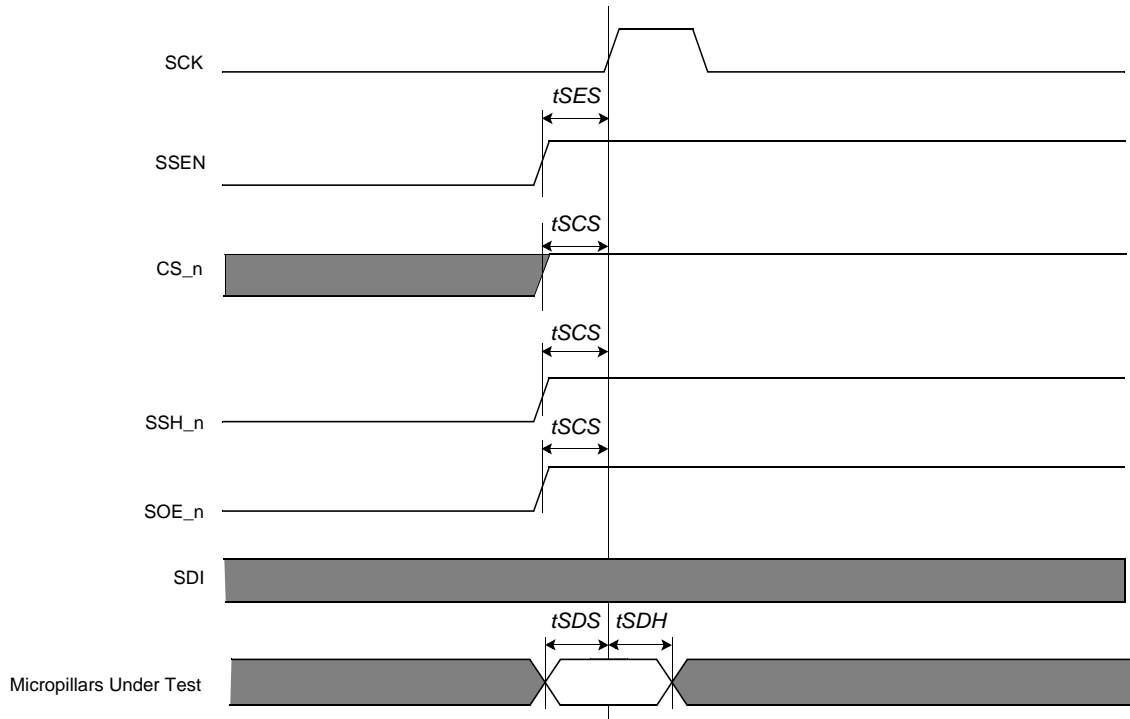 SCK
tSES
SSEN
tSCS
CS_n
tSCS
SSH_n
tSCS
SOE_n
SDI
tSDS tSDH
Micropillars Under Test